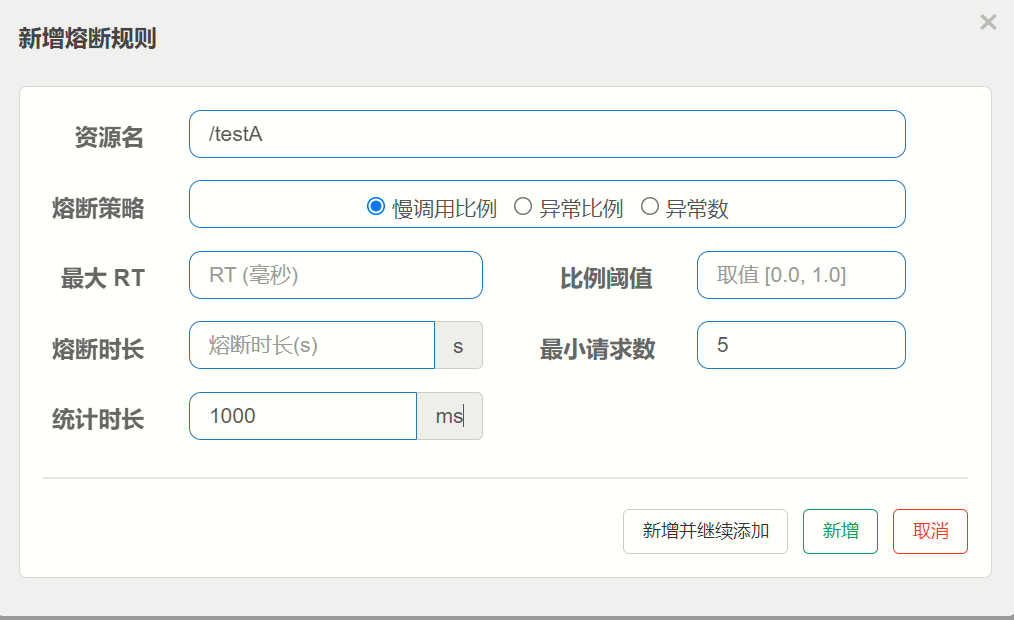 新增熔断规则
×
资源名 /testA
熔断策略 慢调用比例 异常比例 异常数
最大 RT RT (毫秒) 比例阈值 取值 [0.0, 1.0]
熔断时长 熔断时长(s) s 最小请求数 5
统计时长 1000 ms
新增并继续添加 新增 取消